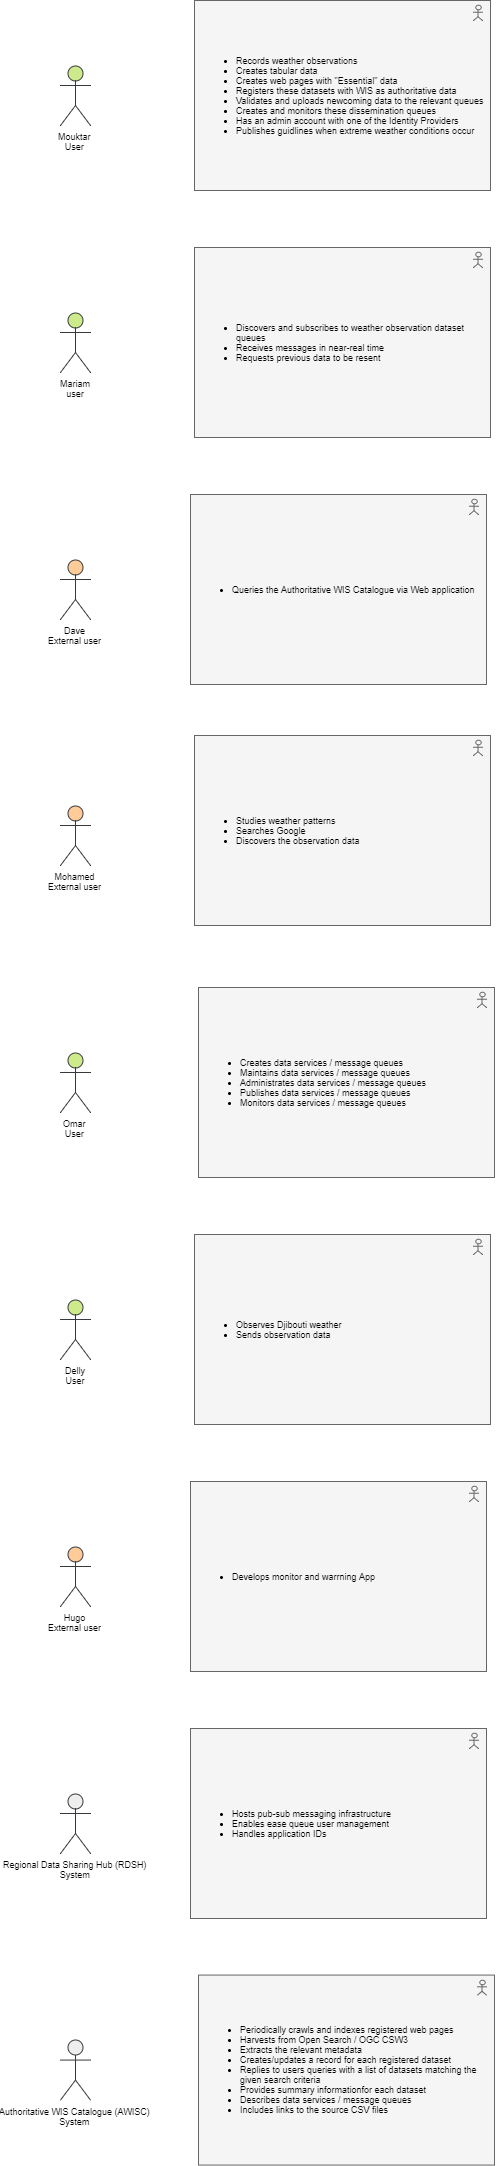 Records weather observations
Creates tabular data
Creates web pages with "Essential" data
Registers these datasets with WIS as authoritative data
Validates and uploads newcoming data to the relevant queues
Creates and monitors these dissemination queues
Has an admin account with one of the Identity Providers
Publishes guidlines when extreme weather conditions occur
Mouktar
User
Discovers and subscribes to weather observation dataset
queues
Receives messages in near-real time
Requests previous data to be resent
Mariam
user
Queries the Authoritative WIS Catalogue via Web application
Dave
External user
Studies weather patterns
Searches Google
Discovers the observation data
Mohamed
External user
Creates data services / message queues
Maintains data services / message queues
Administrates data services / message queues
Publishes data services / message queues
Monitors data services / message queues
Omar
User
Observes Djibouti weather
Sends observation data
Delly
User
Develops monitor and warrning App
Hugo
External user
Hosts pub-sub messaging infrastructure
Enables ease queue user management
Handles application IDs
Regional Data Sharing Hub (RDSH)
System
Periodically crawls and indexes registered web pages
Harvests from Open Search / OGC CSW3
Extracts the relevant metadata
Creates/updates a record for each registered dataset
Replies to users queries with a list of datasets matching the
given search criteria
Provides summary informationfor each dataset
Describes data services / message queues
Includes links to the source CSV files
Authoritative WIS Catalogue (AWISC)
System